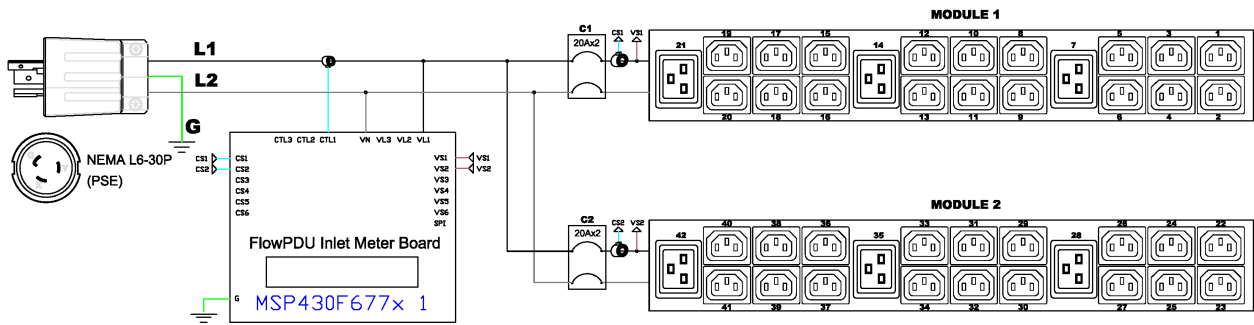 MODULE 1
C1
20Ax2
CS1
VS1
21
19
17
15
14
12
10
8
7
5
3
1
20
18
16
13
11
9
6
4
2
L1
L2
G
NEMA L6-30P
(PSE)
CTL3 CTL2 CTL1 VN VL3 VL2 VL1
CS1
CS2
CS1
CS2
CS3
CS4
CS5
CS6
VS1
VS2
VS3
VS4
VS5
VS6
SPI
VS1
VS2
FlowPDU Inlet Meter Board
MSP430F677x 1
G
MODULE 2
C2
20Ax2
CS2
VS2
42
40
38
36
35
33
31
29
28
26
24
22
41
39
37
34
32
30
27
25
23